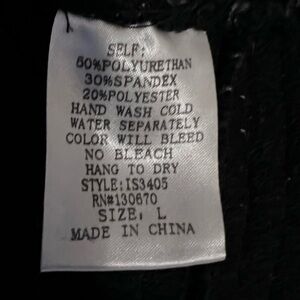 SELF:
50%POLYURETHAN
30%SPANDEX
20%POLYESTER
HAND WASH COLD
WATER SEPARATELY
COLOR WILL BLEED
NO BLEACH
HANG TO DRY
STYLE:IS3405
RN#130670
SIZE: L
MADE IN CHINA